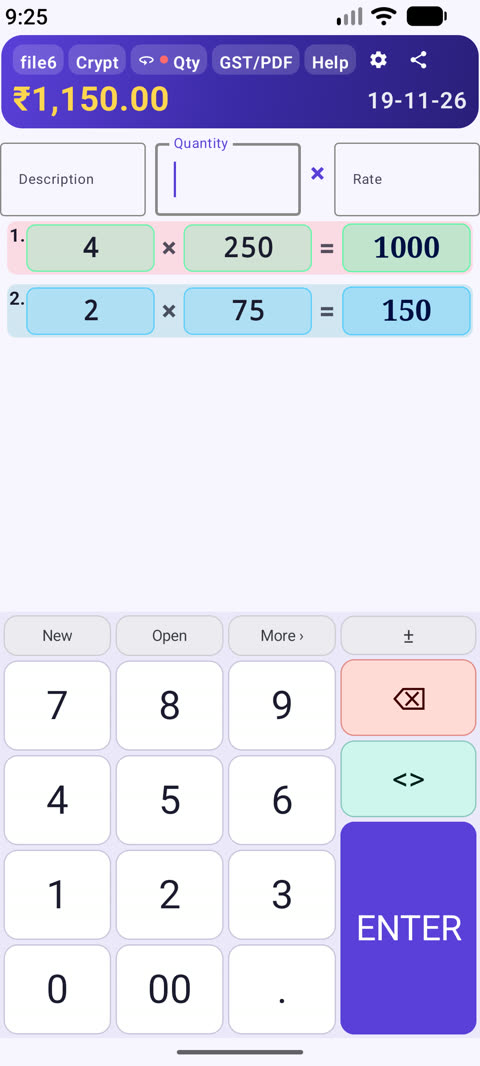 9:25
file6 Crypt Qty GST/PDF Help
₹1,150.00 19-11-26
Description Quantity × Rate
1. 4 × 250 = 1000
2. 2 × 75 = 150
New Open More › ±
7 8 9
4 5 6 <>
1 2 3 ENTER
0 00 .